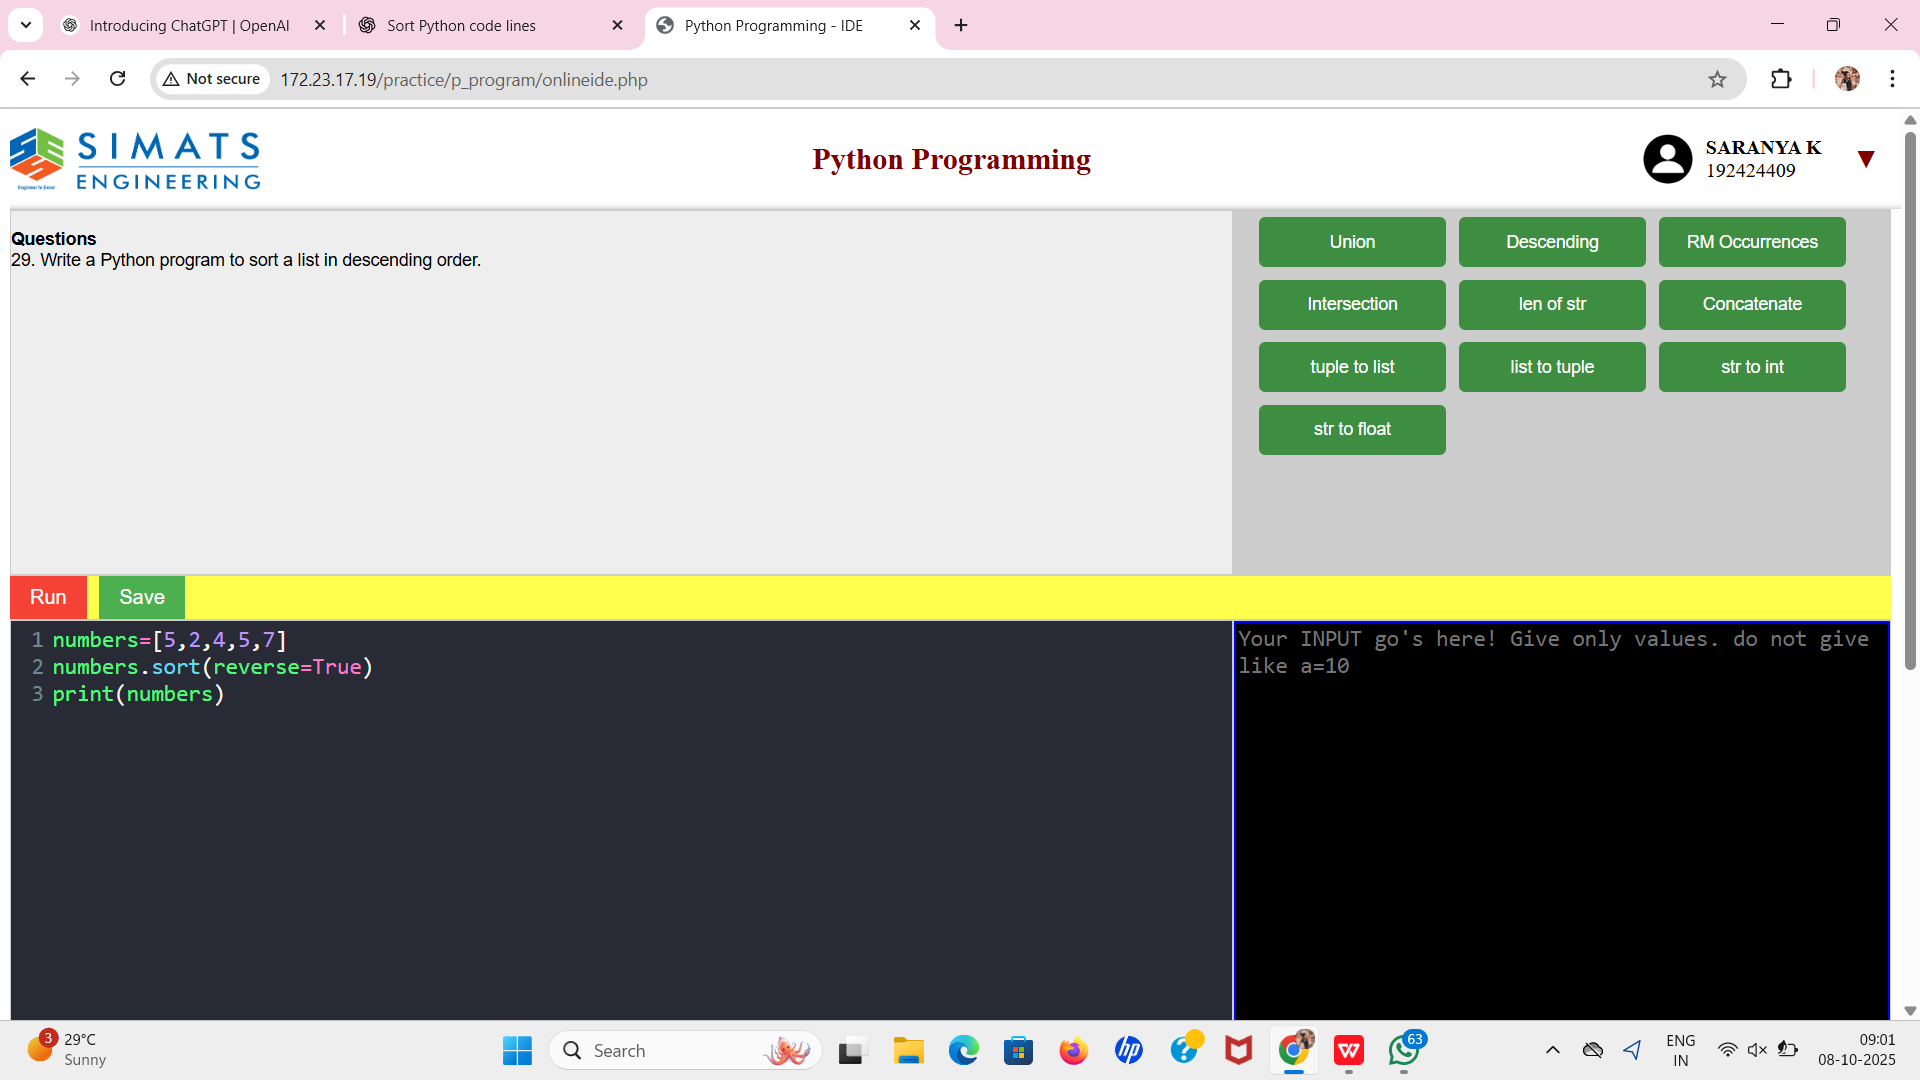 Introducing ChatGPT | OpenAI
Sort Python code lines
Python Programming - IDE
Not secure
172.23.17.19/practice/p_program/onlineide.php
SIMATS
ENGINEERING
Engineer to Excel
Python Programming
SARANYA K
192424409
Questions
29. Write a Python program to sort a list in descending order.
Union
Descending
RM Occurrences
Intersection
len of str
Concatenate
tuple to list
list to tuple
str to int
str to float
Run
Save
1 numbers=[5,2,4,5,7]
2 numbers.sort(reverse=True)
3 print(numbers)
Your INPUT go's here! Give only values. do not give
like a=10
3
29°C
Sunny
Search
hp
W
63
ENG
IN
09:01
08-10-2025